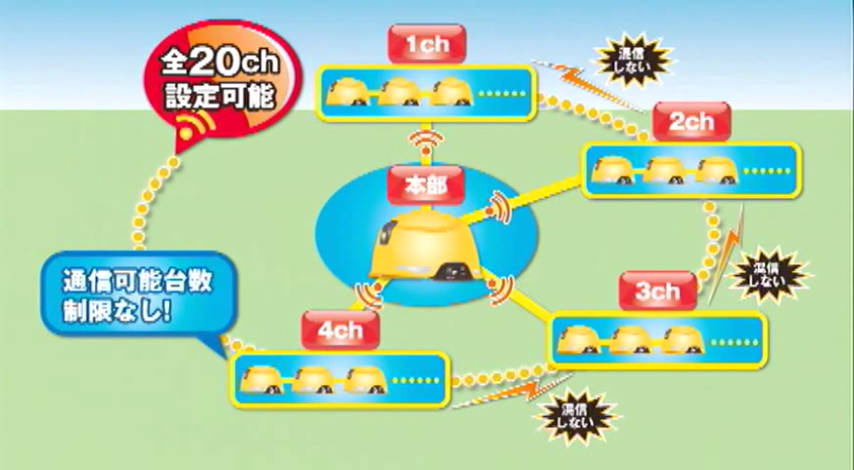 全20ch
設定可能
1ch
混信
しない
2ch
本部
3ch
混信
しない
通信可能台数
制限なし!
4ch
混信
しない